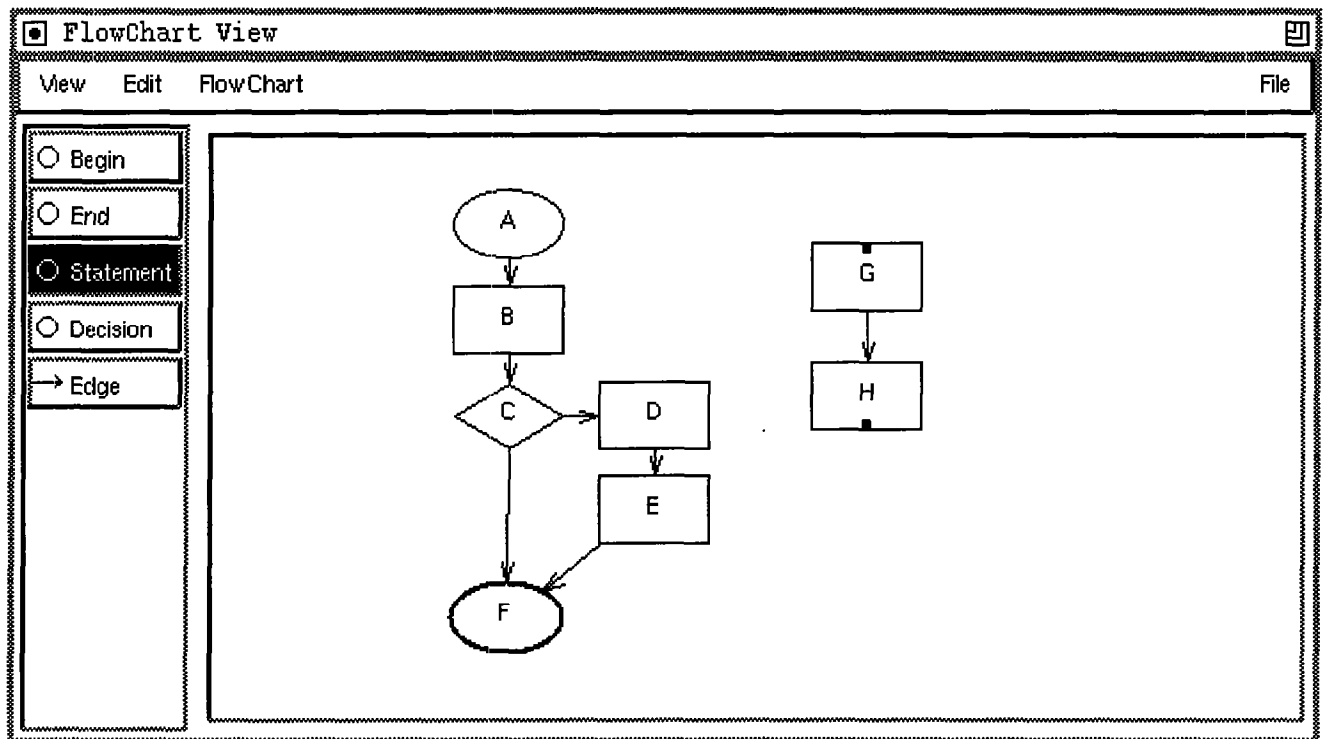 FlowChart View
View Edit FlowChart File
Begin
End
Statement
Decision
Edge
A
B
C
D
E
F
G
H